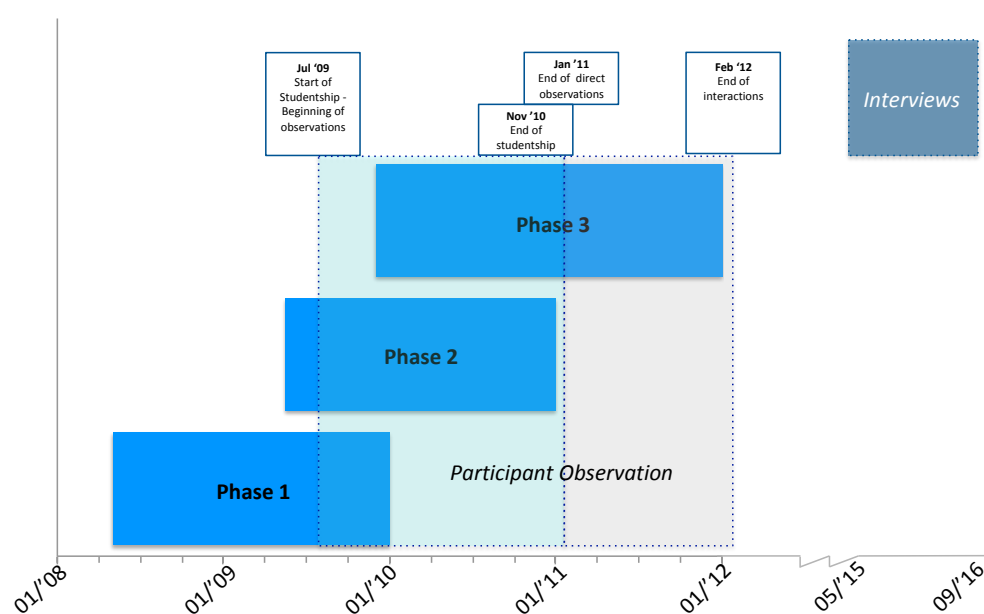 Jul ‘09
Start of
Studentship -
Beginning of
observations
Jan ’11
End of direct
observations
Nov ’10
End of
studentship
Feb ‘12
End of
interactions
Interviews
Phase 3
Phase 2
Phase 1
Participant Observation
01/’08
01/’09
01/’10
01/’11
01/’12
05/’15
09/’16